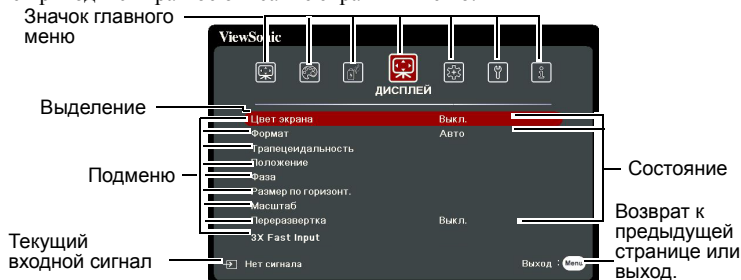 Значок главного
меню
ViewSonic
ДИСПЛЕЙ
Выделение
Цвет экрана Выкл.
Формат Авто
Трапецеидальность
Положение
Подменю
Фаза
Состояние
Размер по горизонт.
Масштаб
Переразвертка Выкл.
3X Fast Input
Текущий
входной сигнал
Нет сигнала
Выход : Menu
Возврат к
предыдущей
странице или
выход.